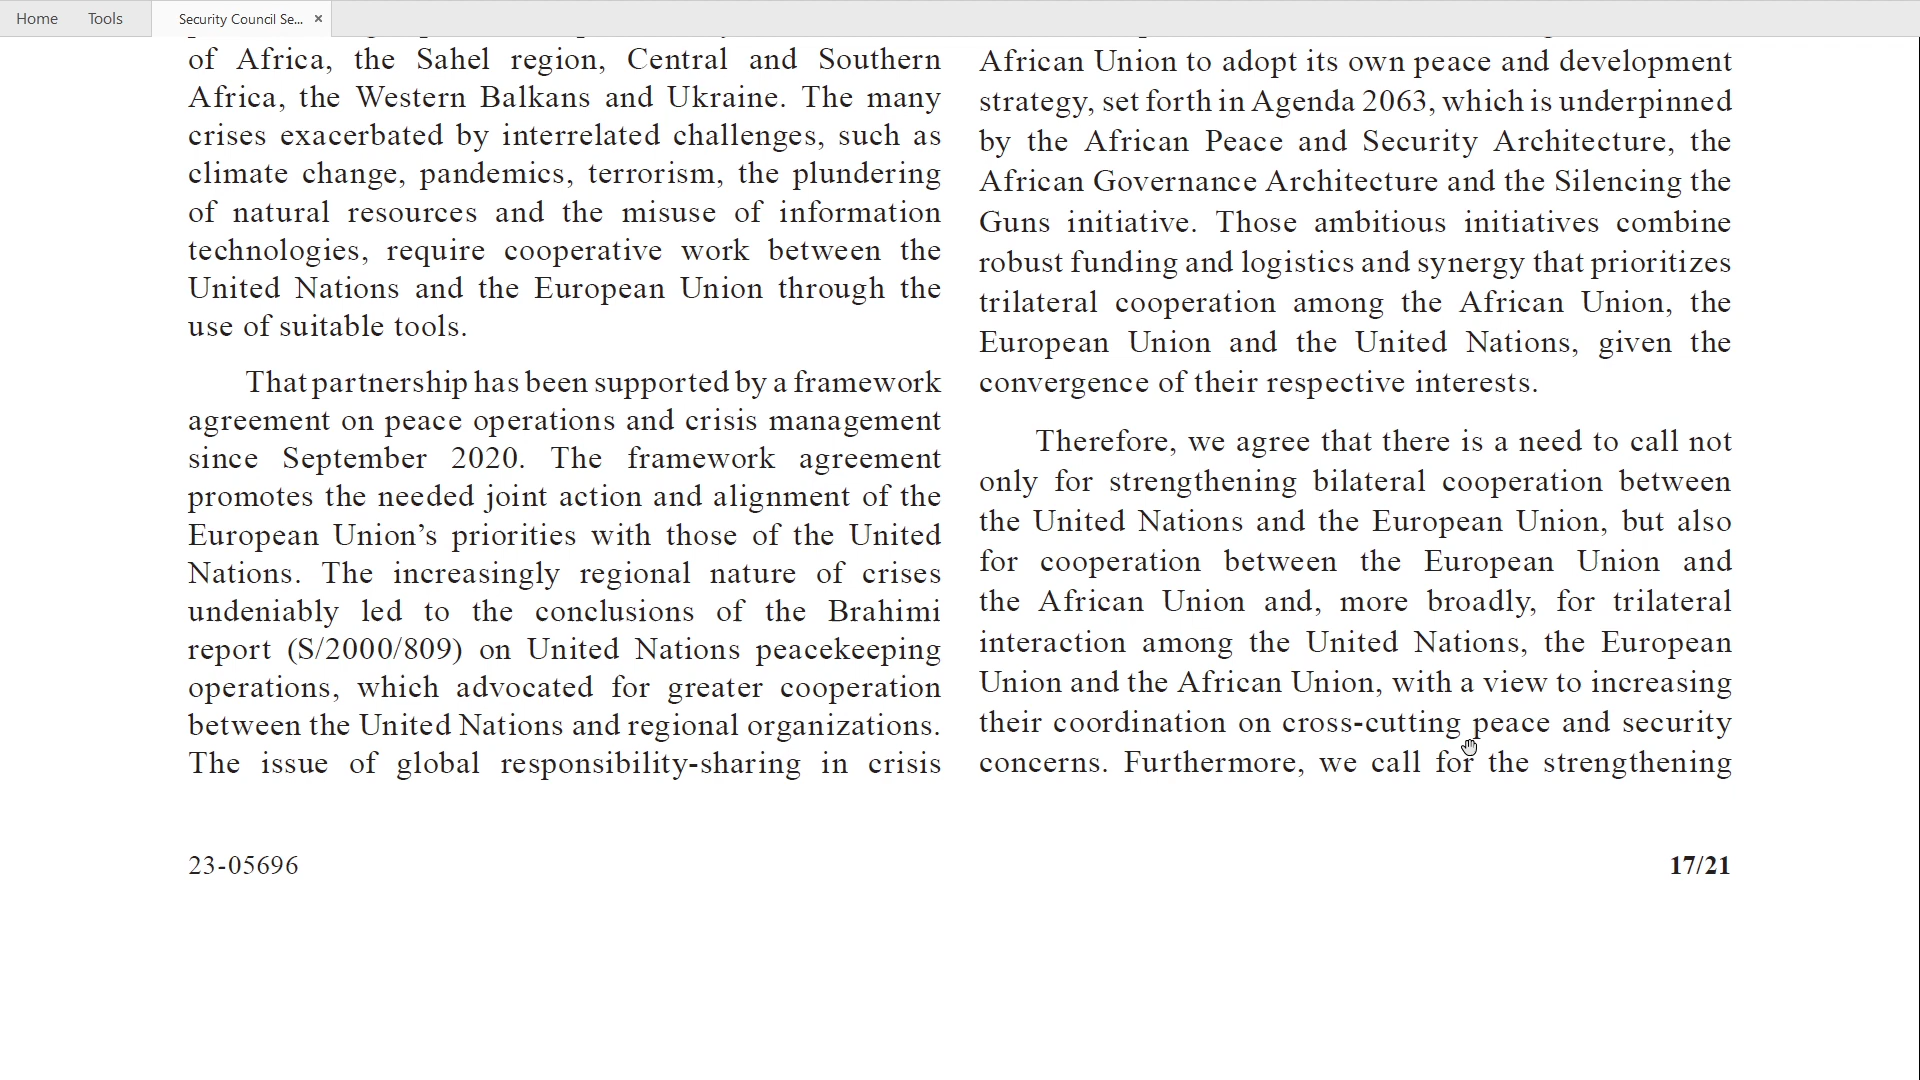 Home
Tools
Security Council Se...
of Africa, the Sahel region, Central and Southern
Africa, the Western Balkans and Ukraine. The many
crises exacerbated by interrelated challenges, such as
climate change, pandemics, terrorism, the plundering
of natural resources and the misuse of information
technologies, require cooperative work between the
United Nations and the European Union through the
use of suitable tools.
That partnership has been supported by a framework
agreement on peace operations and crisis management
since September 2020. The framework agreement
promotes the needed joint action and alignment of the
European Union’s priorities with those of the United
Nations. The increasingly regional nature of crises
undeniably led to the conclusions of the Brahimi
report (S/2000/809) on United Nations peacekeeping
operations, which advocated for greater cooperation
between the United Nations and regional organizations.
The issue of global responsibility-sharing in crisis
African Union to adopt its own peace and development
strategy, set forth in Agenda 2063, which is underpinned
by the African Peace and Security Architecture, the
African Governance Architecture and the Silencing the
Guns initiative. Those ambitious initiatives combine
robust funding and logistics and synergy that prioritizes
trilateral cooperation among the African Union, the
European Union and the United Nations, given the
convergence of their respective interests.
Therefore, we agree that there is a need to call not
only for strengthening bilateral cooperation between
the United Nations and the European Union, but also
for cooperation between the European Union and
the African Union and, more broadly, for trilateral
interaction among the United Nations, the European
Union and the African Union, with a view to increasing
their coordination on cross-cutting peace and security
concerns. Furthermore, we call for the strengthening
23-05696
17/21